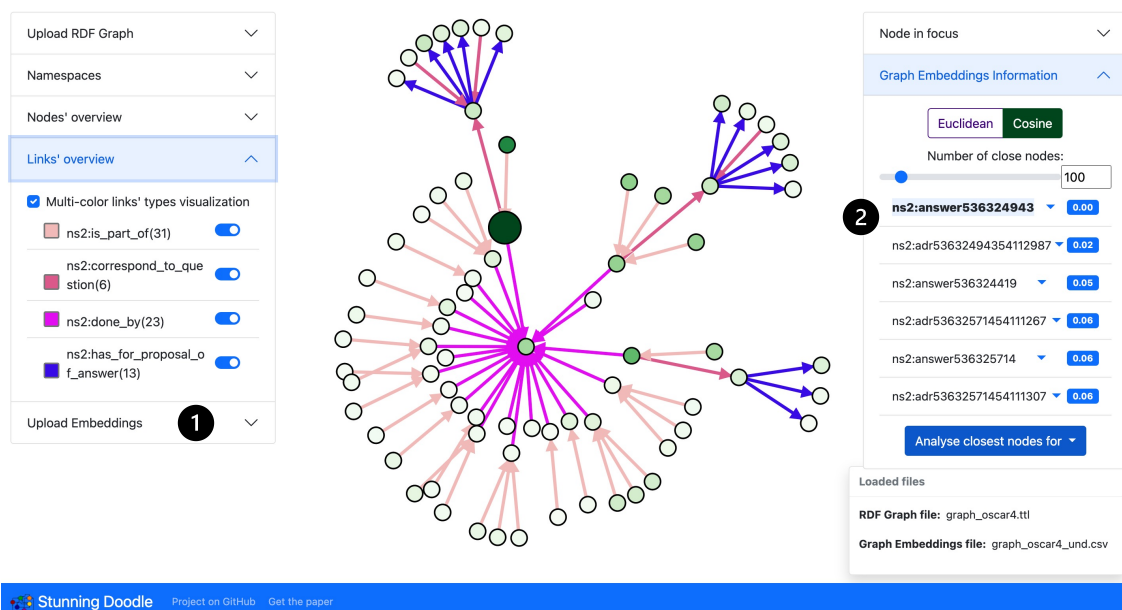 Upload RDF Graph
Namespaces
Nodes' overview
Links' overview
Multi-color links' types visualization
ns2:is_part_of(31)
ns2:correspond_to_que
stion(6)
ns2:done_by(23)
ns2:has_for_proposal_o
f_answer(13)
Upload Embeddings
1
Node in focus
Graph Embeddings Information
Euclidean Cosine
Number of close nodes:
100
2
ns2:answer536324943 0.00
ns2:adr53632494354112987 0.02
ns2:answer536324419 0.05
ns2:adr53632571454111267 0.06
ns2:answer536325714 0.06
ns2:adr53632571454111307 0.06
Analyse closest nodes for
Loaded files
RDF Graph file: graph_oscar4.ttl
Graph Embeddings file: graph_oscar4_und.csv
Stunning Doodle Project on GitHub Get the paper